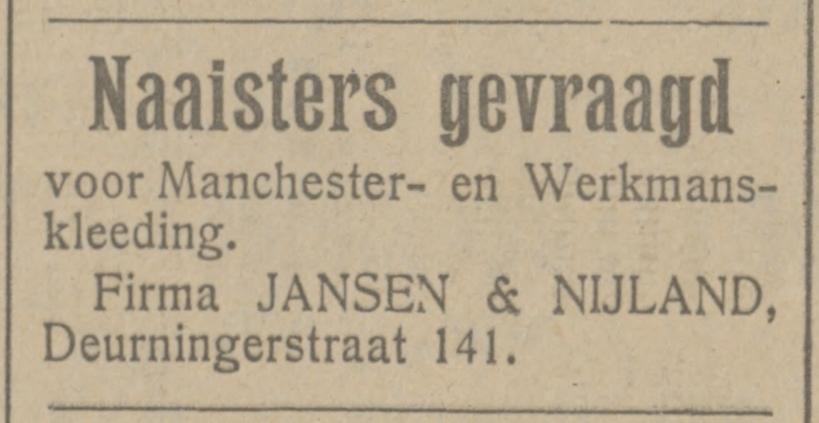 Naaisters gevraagd
voor Manchester- en Werkmans-
kleeding.
Firma JANSEN & NIJLAND,
Deurningerstraat 141.